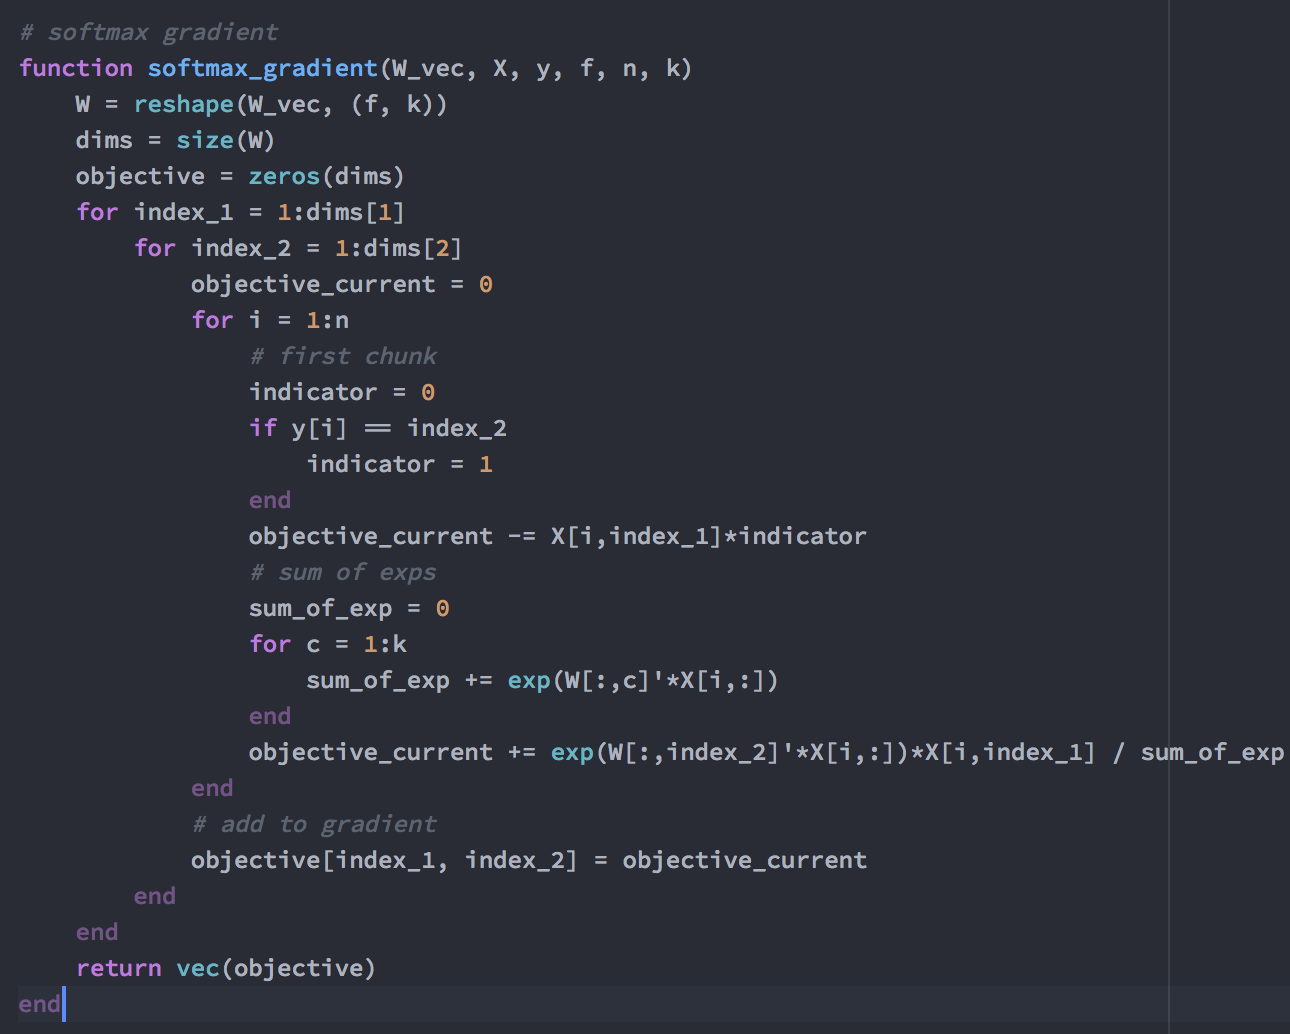 # softmax gradient
function softmax_gradient(W_vec, X, y, f, n, k)
    W = reshape(W_vec, (f, k))
    dims = size(W)
    objective = zeros(dims)
    for index_1 = 1:dims[1]
        for index_2 = 1:dims[2]
            objective_current = 0
            for i = 1:n
                # first chunk
                indicator = 0
                if y[i] == index_2
                    indicator = 1
                end
                objective_current -= X[i,index_1]*indicator
                # sum of exps
                sum_of_exp = 0
                for c = 1:k
                    sum_of_exp += exp(W[:,c]'*X[i,:])
                end
                objective_current += exp(W[:,index_2]'*X[i,:])*X[i,index_1] / sum_of_exp
            end
            # add to gradient
            objective[index_1, index_2] = objective_current
        end
    end
    return vec(objective)
end